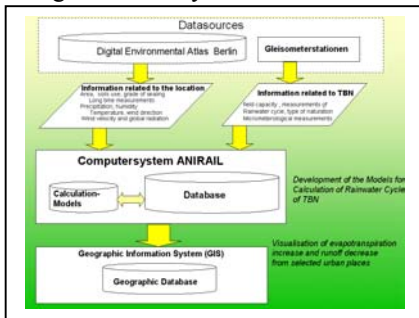 Datasources
Digital Environmental Atlas Berlin
Gleisometerstationen
Information related to the location
Area, soils use, grade of sealing
Long time measurements
Precipitation, humidity
Temperature, wind direction
Wind velocity and global radiation
Information related to TBN
field capacity, measurements of
Rainwater cycle, type of naturation
Micrometerological measurements
Computersystem ANIRAIL
Calculation-
Models
Database
Development of the Models for
Calculation of Rainwater Cycle
of TBN
Geographic Information System (GIS)
Geographic Database
Visualisation of evapotranspiration
increase and runoff decrease
from selected urban places